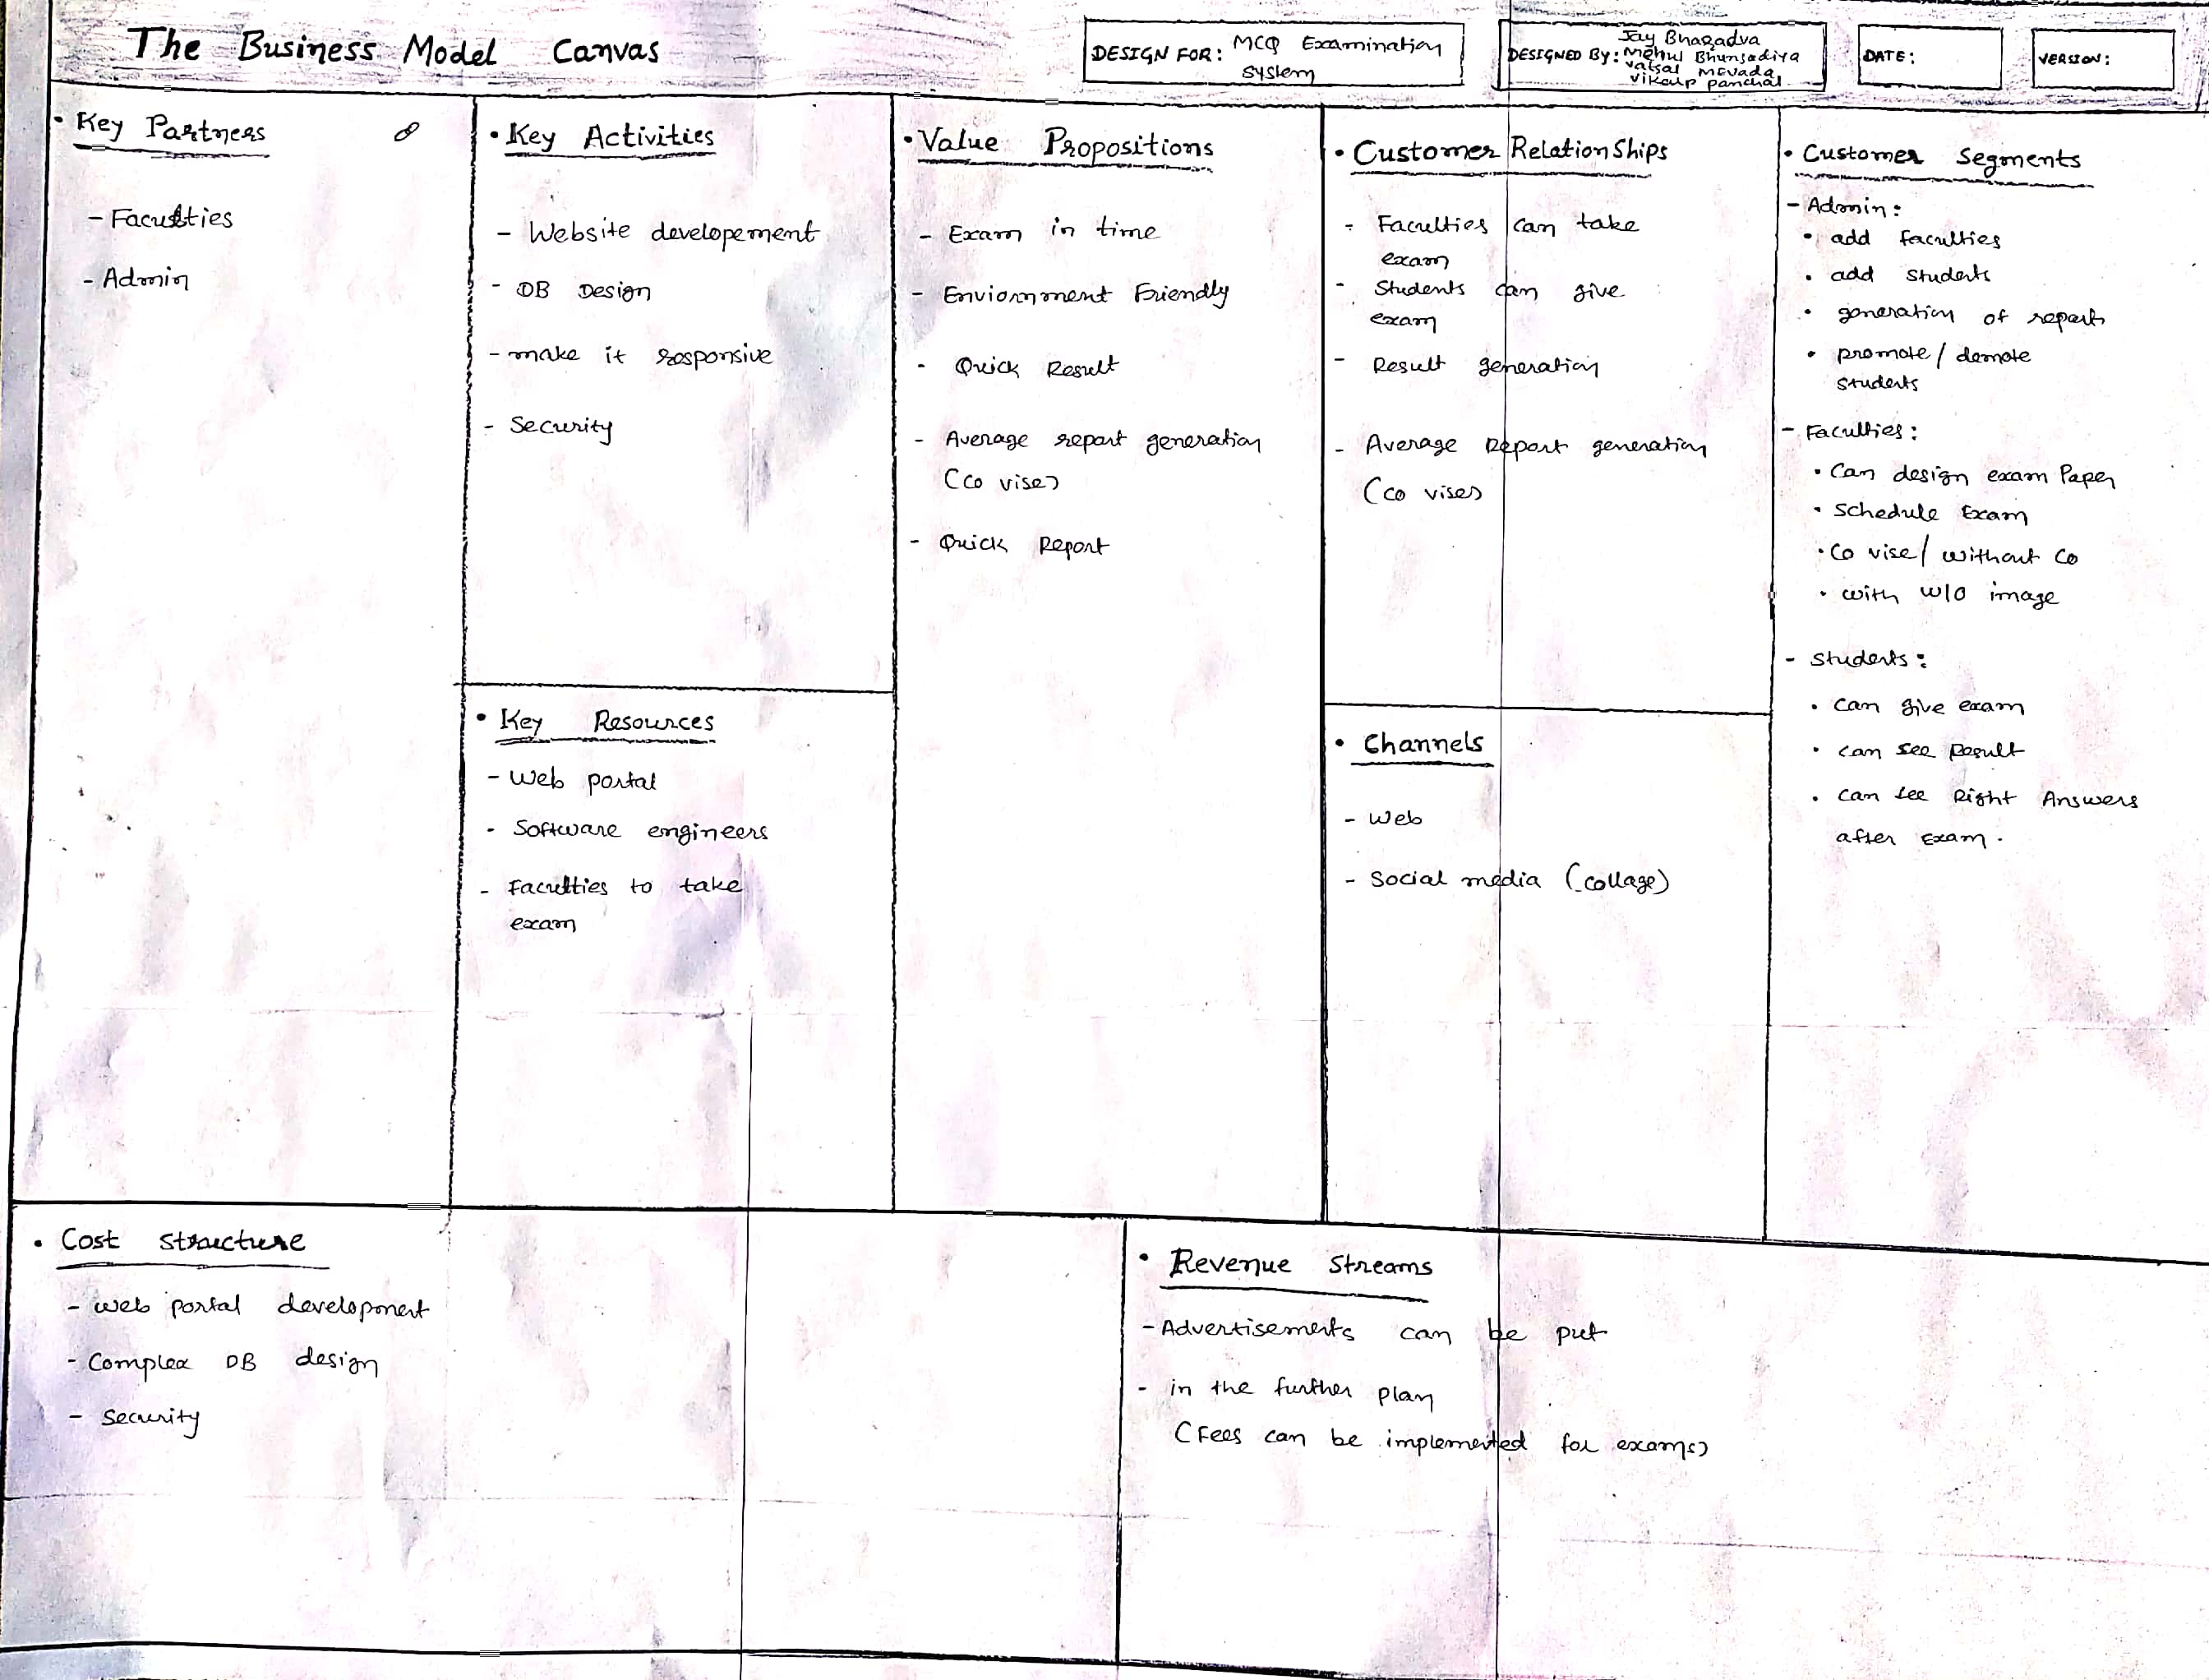 The Business Model Canvas
DESIGN FOR: MCQ Examination
System
Jay Bharadva
DESIGNED By: Mehul Bhunsadiya
Vatsal Mevada
Panchal
DATE:
VERSION:
• Key Partners
- Faculties
- Admin
• Key Activities
- Website developement
- DB Design
- make it responsive
- Security
• Key Resources
- Web portal
- Software engineers
- Faculties to take
exam
• Value Propositions
- Exam in time
- Enviornment Friendly
- Quick Result
- Average report generation
(Co vise)
- Quick Report
• Customer RelationShips
- Faculties can take
exam
- Students can give
exam
- Result generation
- Average Report generation
(Co vise)
• Channels
- Web
- Social media (collage)
• Customer Segments
- Admin:
• add faculties
• add students
• generation of report
• promote/demote
students
- Faculties:
• Can design exam Paper
• Schedule Exam
• Co vise/ without Co
• with w/o image
- Students:
• can give exam
• can see Result
• can see Right Answers
after Exam.
• Cost Structure
- web portal development
- Complex DB design
- Security
• Revenue Streams
- Advertisements can be put
- in the further plan
(Fees can be implemented for exams)